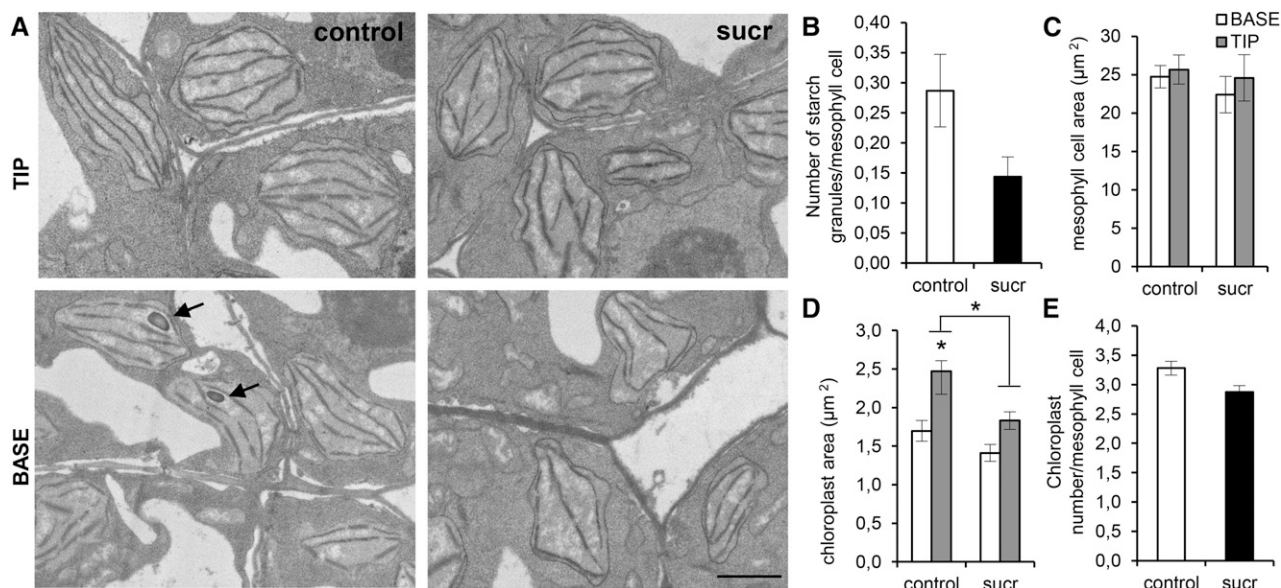 A
control
sucr
TIP
BASE
B
Number of starch
granules/mesophyll cell
0,40
0,35
0,30
0,25
0,20
0,15
0,10
0,05
0,00
control sucr
C
BASE
TIP
mesophyll cell area (µm²)
30
25
20
15
10
5
0
control sucr
D
chloroplast area (µm²)
3,0
2,5
2,0
1,5
1,0
0,5
0,0
*
*
control sucr
E
Chloroplast
number/mesophyll cell
4,0
3,5
3,0
2,5
2,0
1,5
1,0
0,5
0,0
control sucr